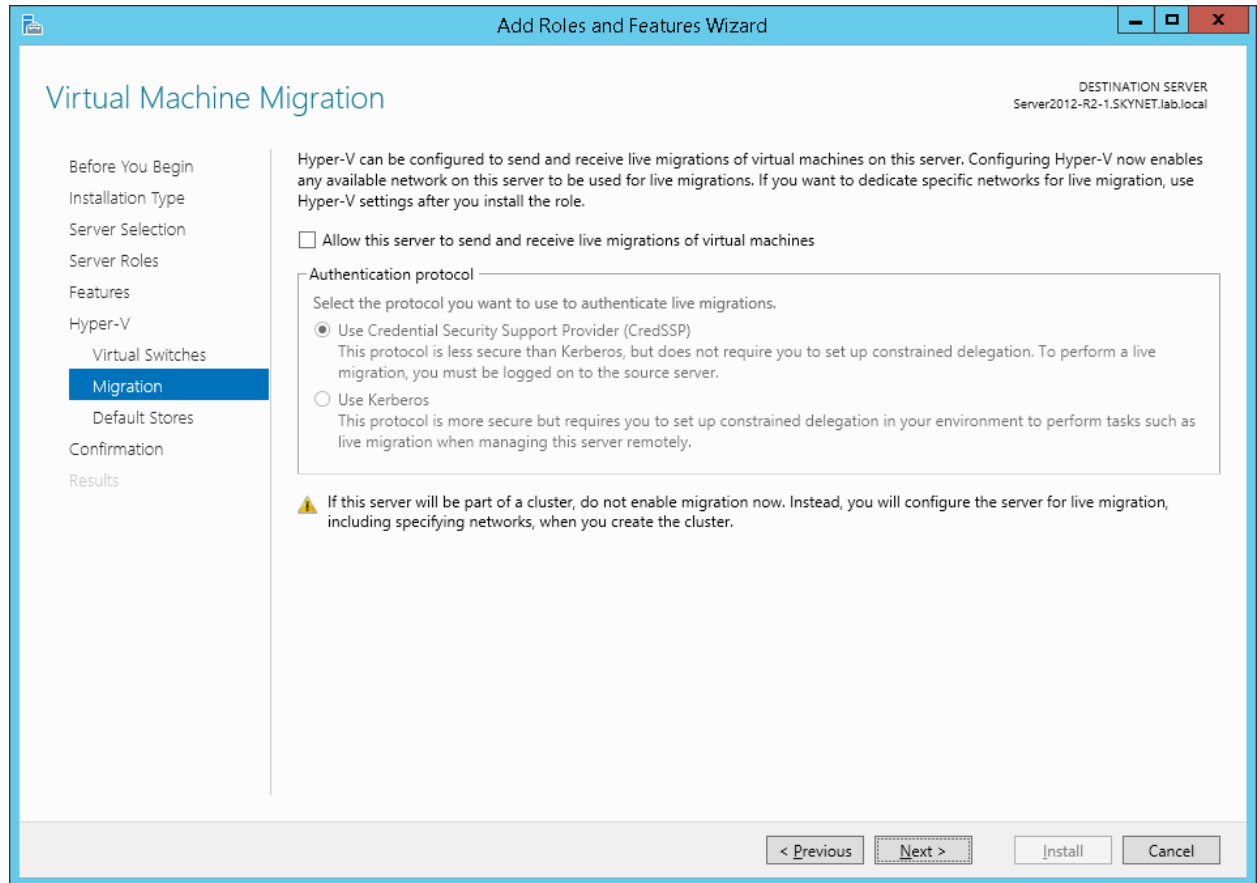 Add Roles and Features Wizard
Virtual Machine Migration
DESTINATION SERVER
Server2012-R2-1.SKYNET.lab.local
Before You Begin
Installation Type
Server Selection
Server Roles
Features
Hyper-V
Virtual Switches
Migration
Default Stores
Confirmation
Results
Hyper-V can be configured to send and receive live migrations of virtual machines on this server. Configuring Hyper-V now enables
any available network on this server to be used for live migrations. If you want to dedicate specific networks for live migration, use
Hyper-V settings after you install the role.
Allow this server to send and receive live migrations of virtual machines
Authentication protocol
Select the protocol you want to use to authenticate live migrations.
Use Credential Security Support Provider (CredSSP)
This protocol is less secure than Kerberos, but does not require you to set up constrained delegation. To perform a live
migration, you must be logged on to the source server.
Use Kerberos
This protocol is more secure but requires you to set up constrained delegation in your environment to perform tasks such as
live migration when managing this server remotely.
If this server will be part of a cluster, do not enable migration now. Instead, you will configure the server for live migration,
including specifying networks, when you create the cluster.
< Previous
Next >
Install
Cancel